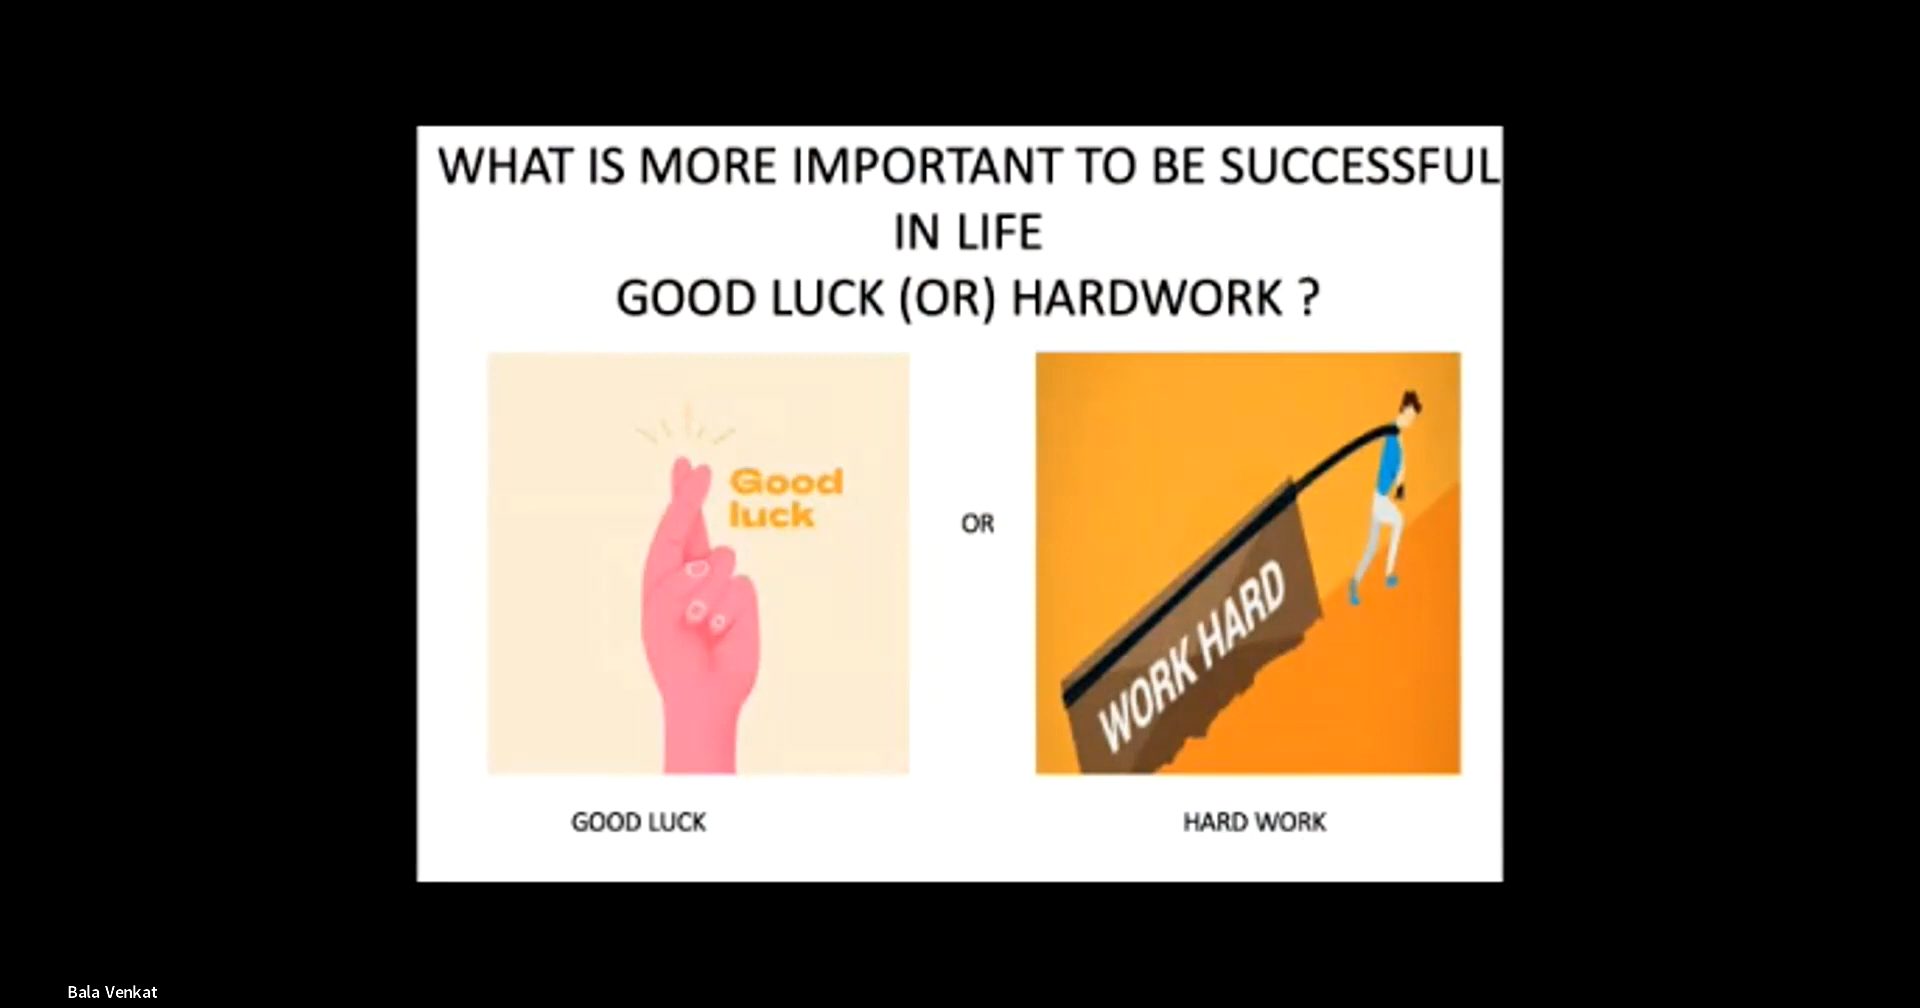 WHAT IS MORE IMPORTANT TO BE SUCCESSFUL
IN LIFE
GOOD LUCK (OR) HARDWORK ?
Good
luck
OR
WORK HARD
GOOD LUCK
HARD WORK
Bala Venkat